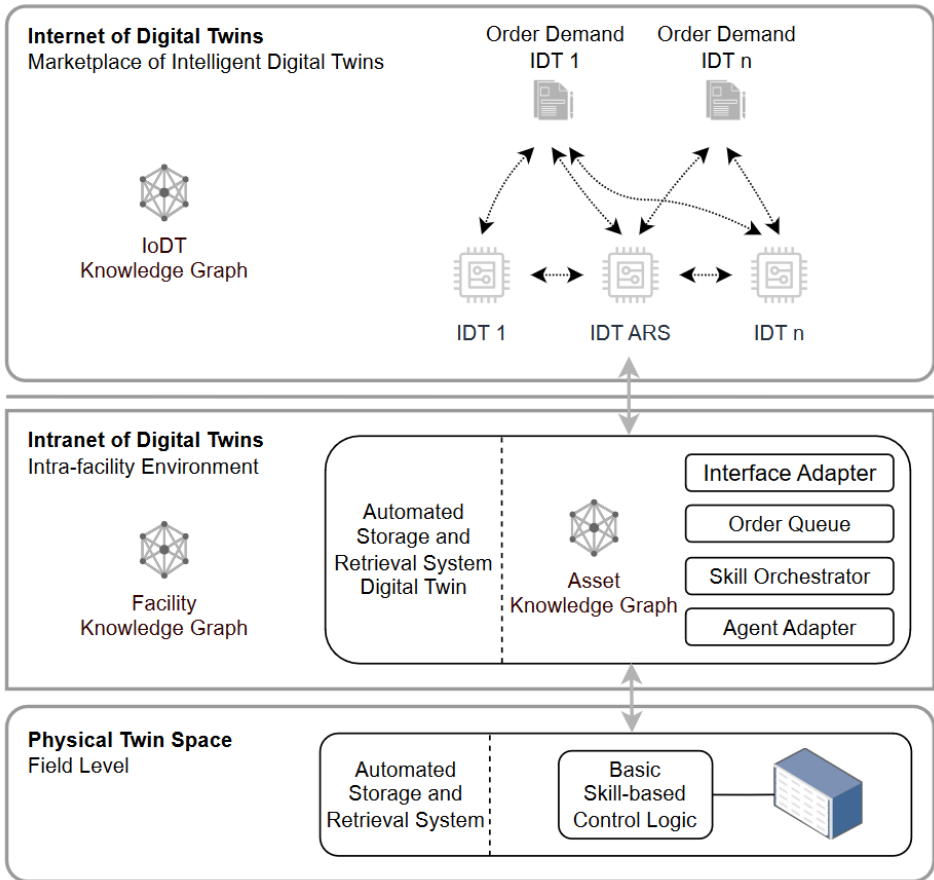 Internet of Digital Twins
Marketplace of Intelligent Digital Twins
Order Demand
IDT 1
Order Demand
IDT n
IoDT
Knowledge Graph
IDT 1
IDT ARS
IDT n
Intranet of Digital Twins
Intra-facility Environment
Facility
Knowledge Graph
Automated
Storage and
Retrieval System
Digital Twin
Asset
Knowledge Graph
Interface Adapter
Order Queue
Skill Orchestrator
Agent Adapter
Physical Twin Space
Field Level
Automated
Storage and
Retrieval System
Basic
Skill-based
Control Logic